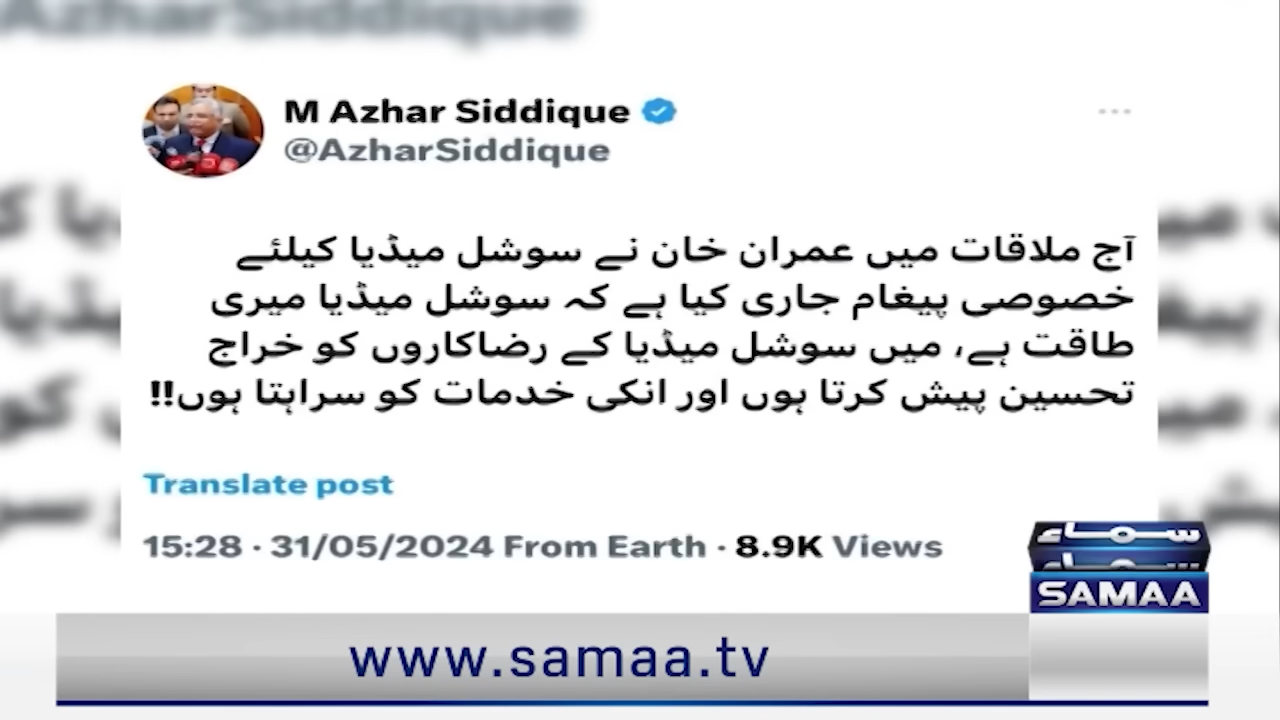 AzharSiddique
M Azhar Siddique
@AzharSiddique
آج ملاقات میں عمران خان نے سوشل میڈیا کیلئے
خصوصی پیغام جاری کیا ہے کہ سوشل میڈیا میری
طاقت ہے، میں سوشل میڈیا کے رضاکاروں کو خراج
تحسین پیش کرتا ہوں اور انکی خدمات کو سراہتا ہوں!!
Translate post
15:28 · 31/05/2024 From Earth · 8.9K Views
سماء
SAMAA
www.samaa.tv